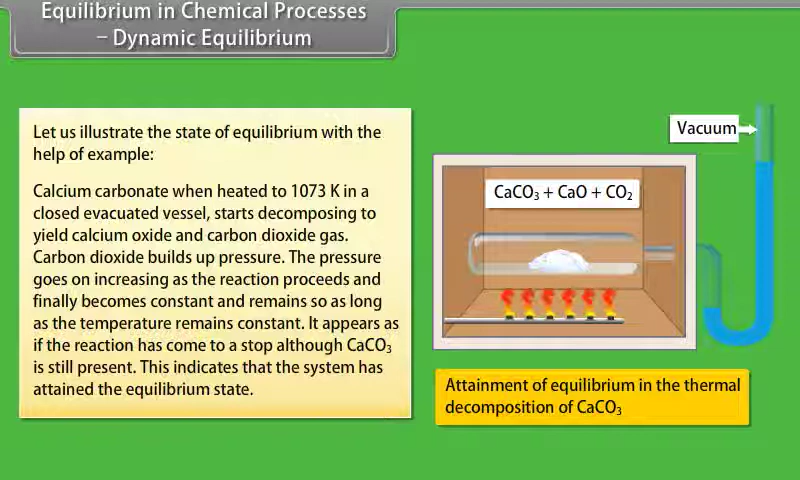 Equilibrium in Chemical Processes
– Dynamic Equilibrium
Let us illustrate the state of equilibrium with the
help of example:
Calcium carbonate when heated to 1073 K in a
closed evacuated vessel, starts decomposing to
yield calcium oxide and carbon dioxide gas.
Carbon dioxide builds up pressure. The pressure
goes on increasing as the reaction proceeds and
finally becomes constant and remains so as long
as the temperature remains constant. It appears as
if the reaction has come to a stop although CaCO₃
is still present. This indicates that the system has
attained the equilibrium state.
Vacuum
CaCO₃ + CaO + CO₂
Attainment of equilibrium in the thermal
decomposition of CaCO₃